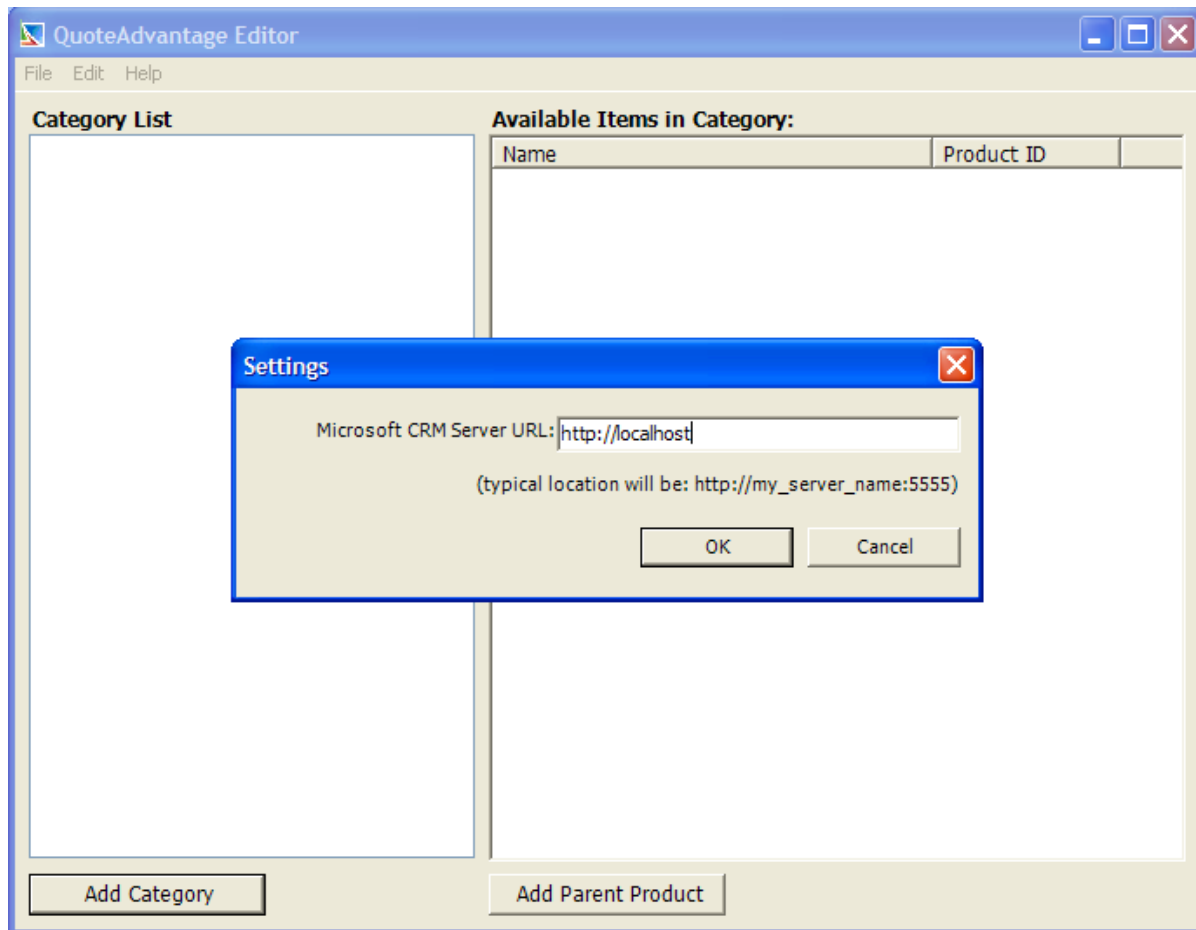 QuoteAdvantage Editor
File Edit Help
Category List
Available Items in Category:
Name Product ID
Settings
Microsoft CRM Server URL: http://localhost
(typical location will be: http://my_server_name:5555)
OK Cancel
Add Category Add Parent Product